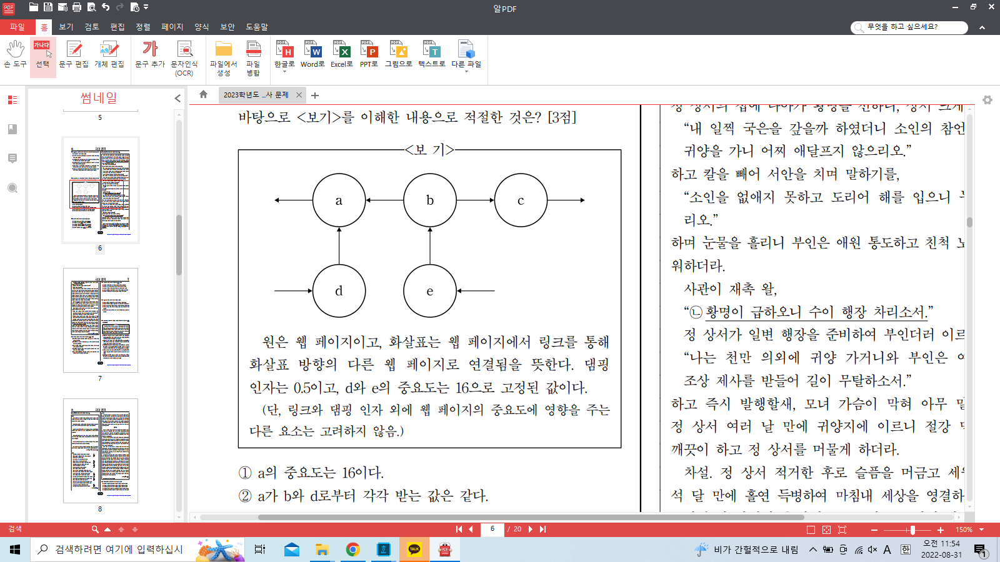 알PDF
파일 홈 보기 검토 편집 정렬 페이지 양식 보안 도움말
무엇을 하고 싶으세요?
가나다
손 도구 선택 문구 편집 개체 편집 문구 추가 문자인식 (OCR) 파일에서 생성 파일 병합 한글로 Word로 Excel로 PPT로 그림으로 텍스트로 다른 파일
썸네일
2023학년도 ...사 문제
5
6
7
8
바탕으로 <보기>를 이해한 내용으로 적절한 것은? [3점]
<보 기>
a b c
d e
원은 웹 페이지이고, 화살표는 웹 페이지에서 링크를 통해
화살표 방향의 다른 웹 페이지로 연결됨을 뜻한다. 댐핑
인자는 0.5이고, d와 e의 중요도는 16으로 고정된 값이다.
(단, 링크와 댐핑 인자 외에 웹 페이지의 중요도에 영향을 주는
다른 요소는 고려하지 않음.)
① a의 중요도는 16이다.
② a가 b와 d로부터 각각 받는 값은 같다.
“내 일찍 국은을 갚을까 하였더니 소인의 참언
귀양을 가니 어찌 애달프지 않으리오.”
하고 칼을 빼어 서안을 치며 말하기를,
“소인을 없애지 못하고 도리어 해를 입으니
리오.”
하며 눈물을 흘리니 부인은 애원 통도하고 친척
워하더라.
사관이 재촉 왈,
“㉡황명이 급하오니 수이 행장 차리소서.”
정 상서가 일변 행장을 준비하여 부인더러
“나는 천만 의외에 귀양 가거니와 부인은
조상 제사를 받들어 길이 무탈하소서.”
하고 즉시 발행할새, 모녀 가슴이 막혀 아무
정 상서 여러 날 만에 귀양지에 이르니 절강
깨끗이 하고 정 상서를 머물게 하더라.
차설. 정 상서 적거한 후로 슬픔을 머금고
석 달 만에 홀연 득병하여 마침내 세상을 영결하
검색
6 / 20
150%
검색하려면 여기에 입력하십시
TALK
PDF
비가 간헐적으로 내림
A 한
오전 11:54
2022-08-31
1